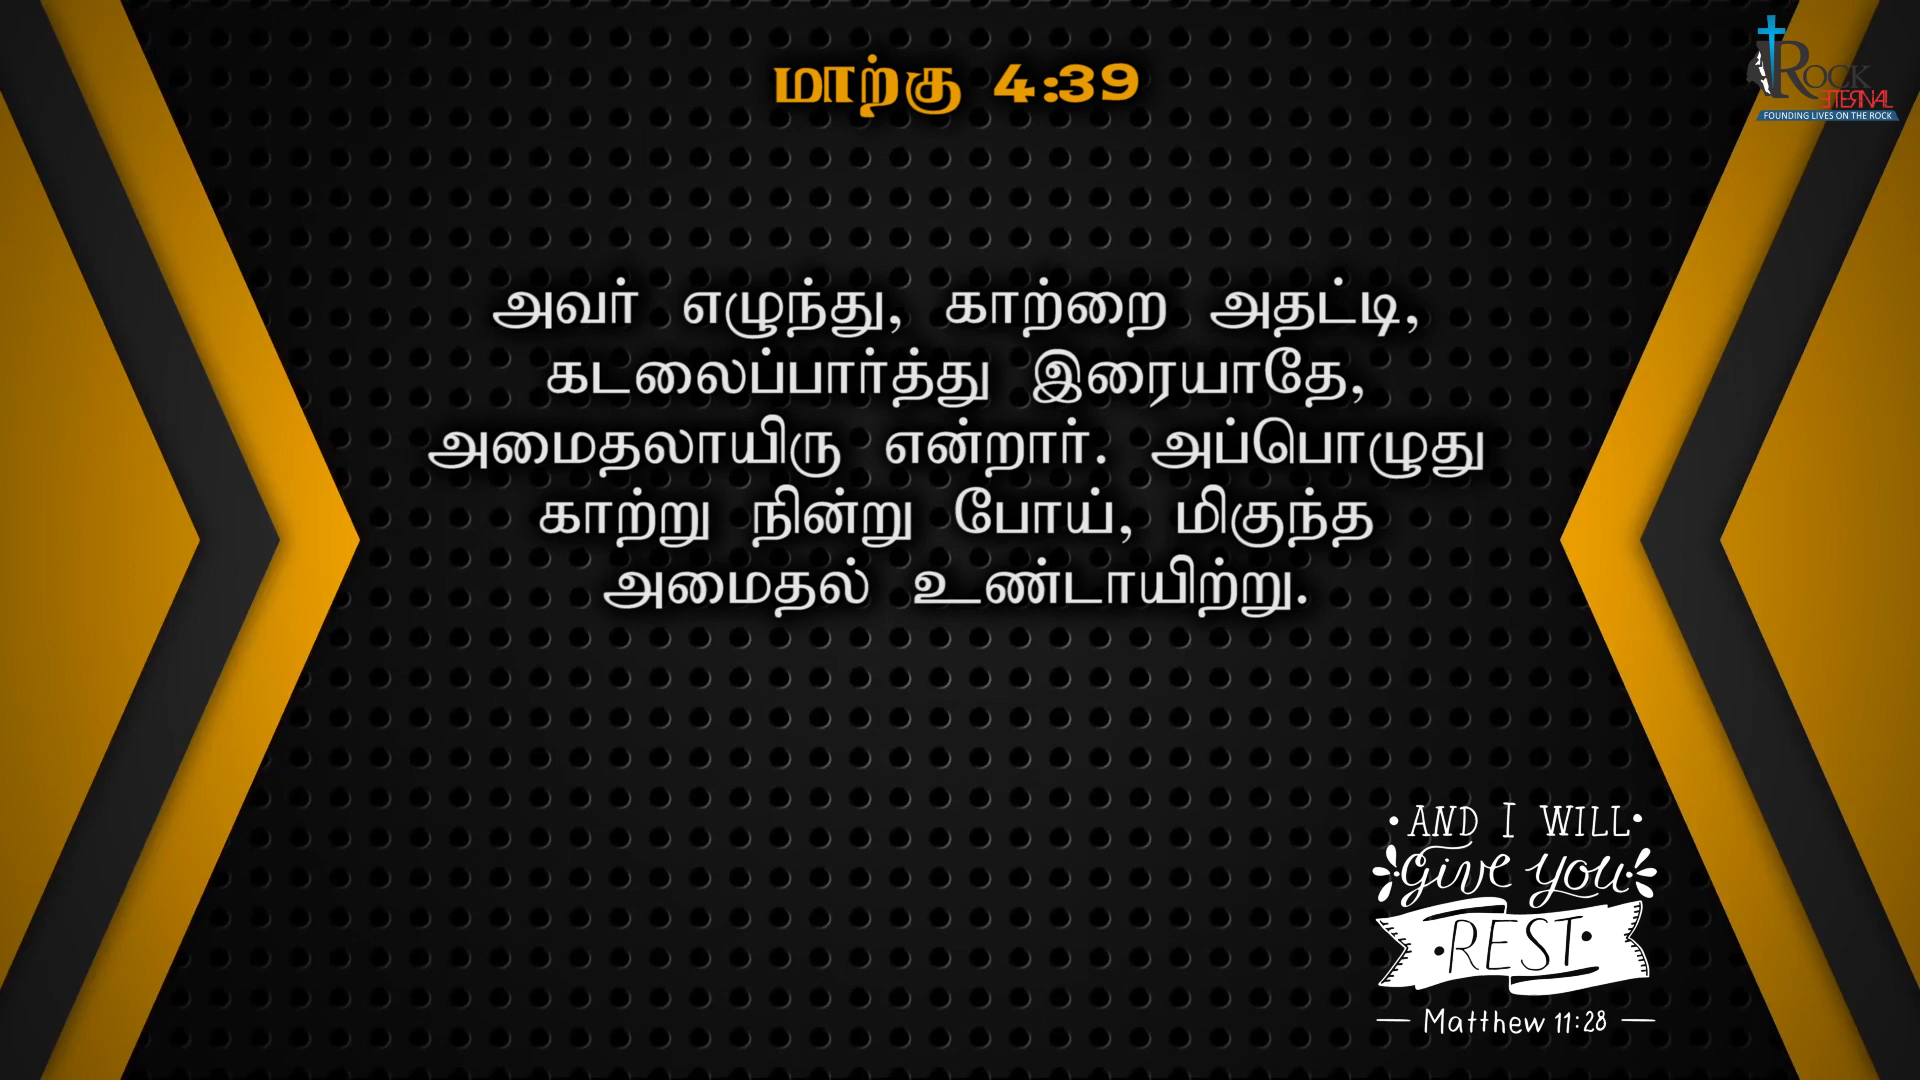 மாற்கு 4:39
ROCK
ETERNAL
FOUNDING LIVES ON THE ROCK
அவர் எழுந்து, காற்றை அதட்டி,
கடலைப்பார்த்து இரையாதே,
அமைதலாயிரு என்றார். அப்பொழுது
காற்று நின்று போய், மிகுந்த
அமைதல் உண்டாயிற்று.
•AND I WILL•
give you
•REST•
— Matthew 11:28 —